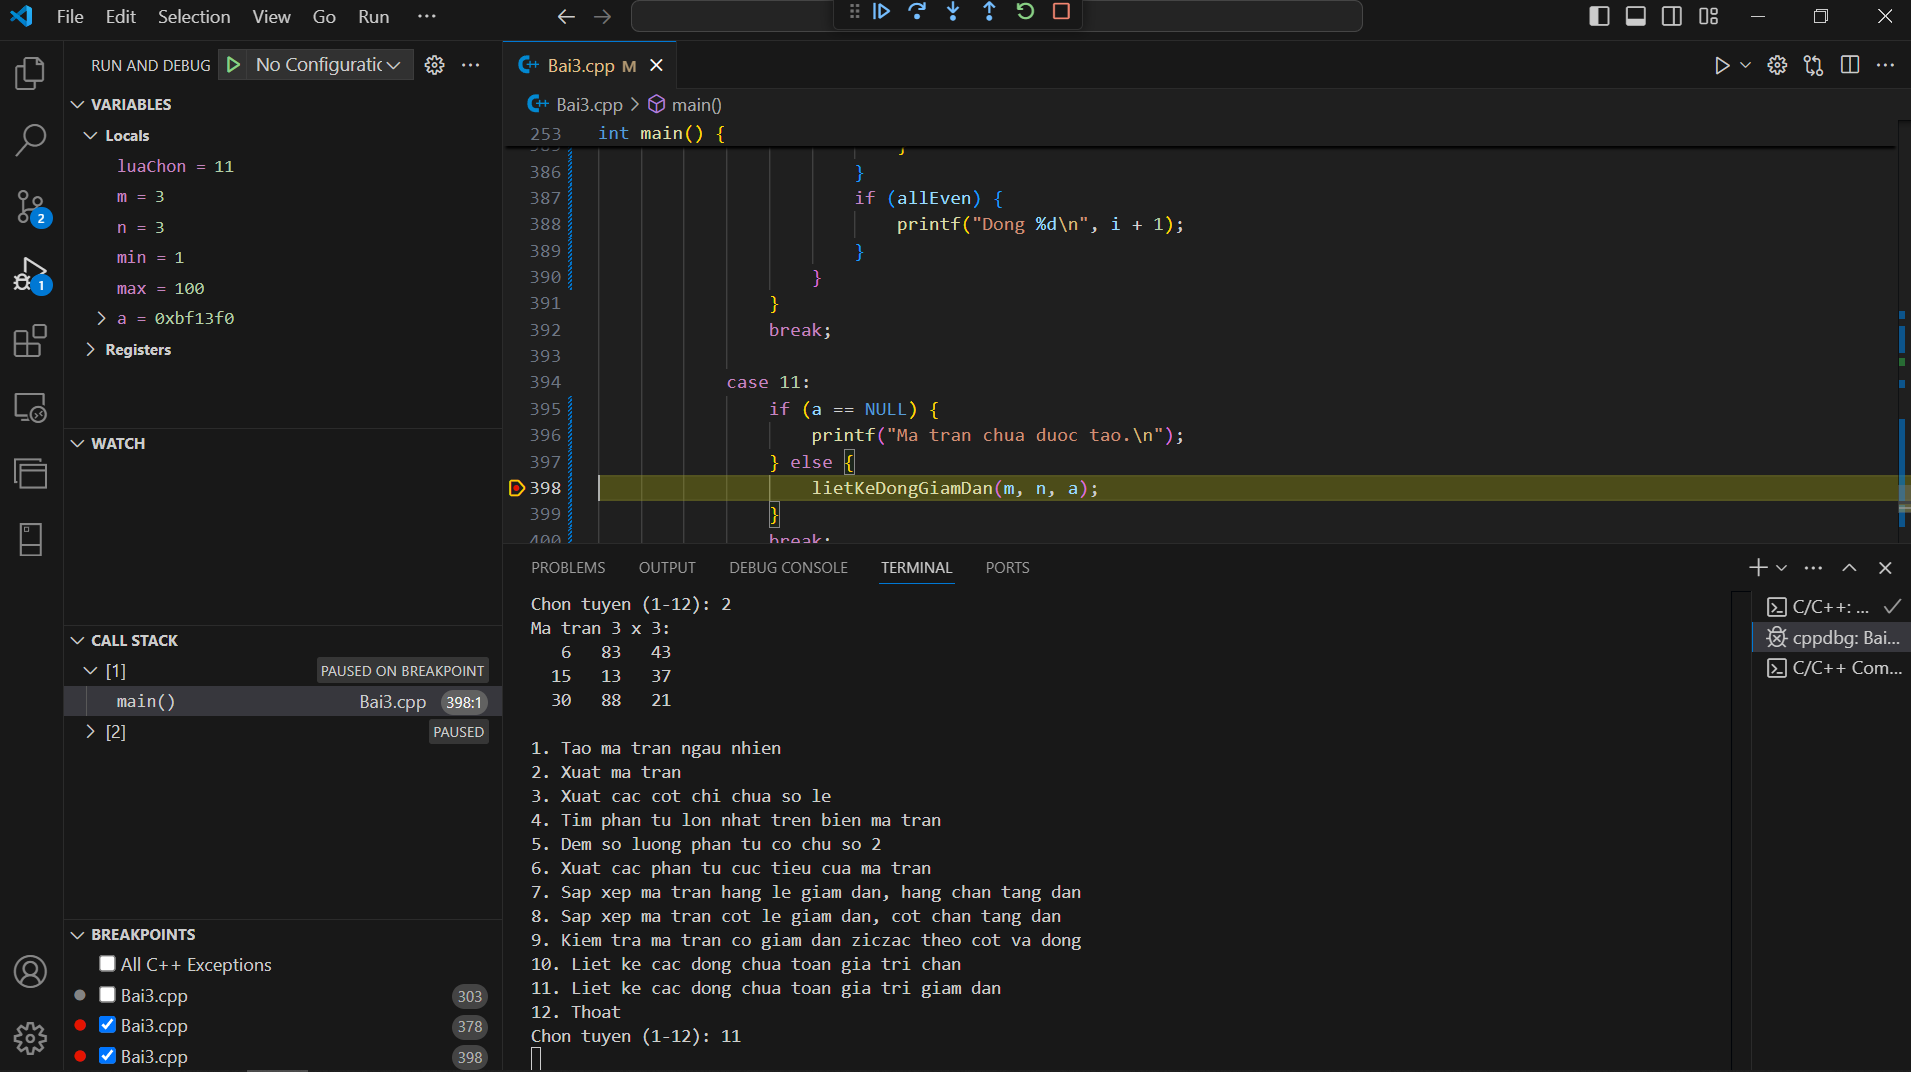 File Edit Selection View Go Run ···
RUN AND DEBUG No Configuratic
VARIABLES
Locals
luaChon = 11
m = 3
n = 3
min = 1
max = 100
a = 0xbf13f0
Registers
WATCH
CALL STACK
[1] PAUSED ON BREAKPOINT
main() Bai3.cpp 398:1
[2] PAUSED
BREAKPOINTS
All C++ Exceptions
Bai3.cpp 303
Bai3.cpp 378
Bai3.cpp 398
2
1
Bai3.cpp M
Bai3.cpp > main()
253 int main() {
385 }
386 }
387 if (allEven) {
388 printf("Dong %d\n", i + 1);
389 }
390 }
391 }
392 break;
393
394 case 11:
395 if (a == NULL) {
396 printf("Ma tran chua duoc tao.\n");
397 } else {
398 lietKeDongGiamDan(m, n, a);
399 }
400 break;
PROBLEMS OUTPUT DEBUG CONSOLE TERMINAL PORTS
Chon tuyen (1-12): 2
Ma tran 3 x 3:
6 83 43
15 13 37
30 88 21
1. Tao ma tran ngau nhien
2. Xuat ma tran
3. Xuat cac cot chi chua so le
4. Tim phan tu lon nhat tren bien ma tran
5. Dem so luong phan tu co chu so 2
6. Xuat cac phan tu cuc tieu cua ma tran
7. Sap xep ma tran hang le giam dan, hang chan tang dan
8. Sap xep ma tran cot le giam dan, cot chan tang dan
9. Kiem tra ma tran co giam dan ziczac theo cot va dong
10. Liet ke cac dong chua toan gia tri chan
11. Liet ke cac dong chua toan gia tri giam dan
12. Thoat
Chon tuyen (1-12): 11
C/C++: ...
cppdbg: Bai...
C/C++ Com...